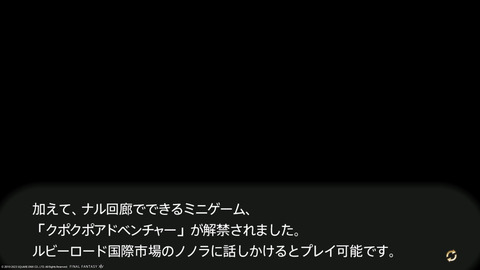 加えて、ナル回廊でできるミニゲーム、
「クポクポアドベンチャー」が解禁されました。
ルビーロード国際市場のノノラに話しかけるとプレイ可能です。
FINAL FANTASY XIV